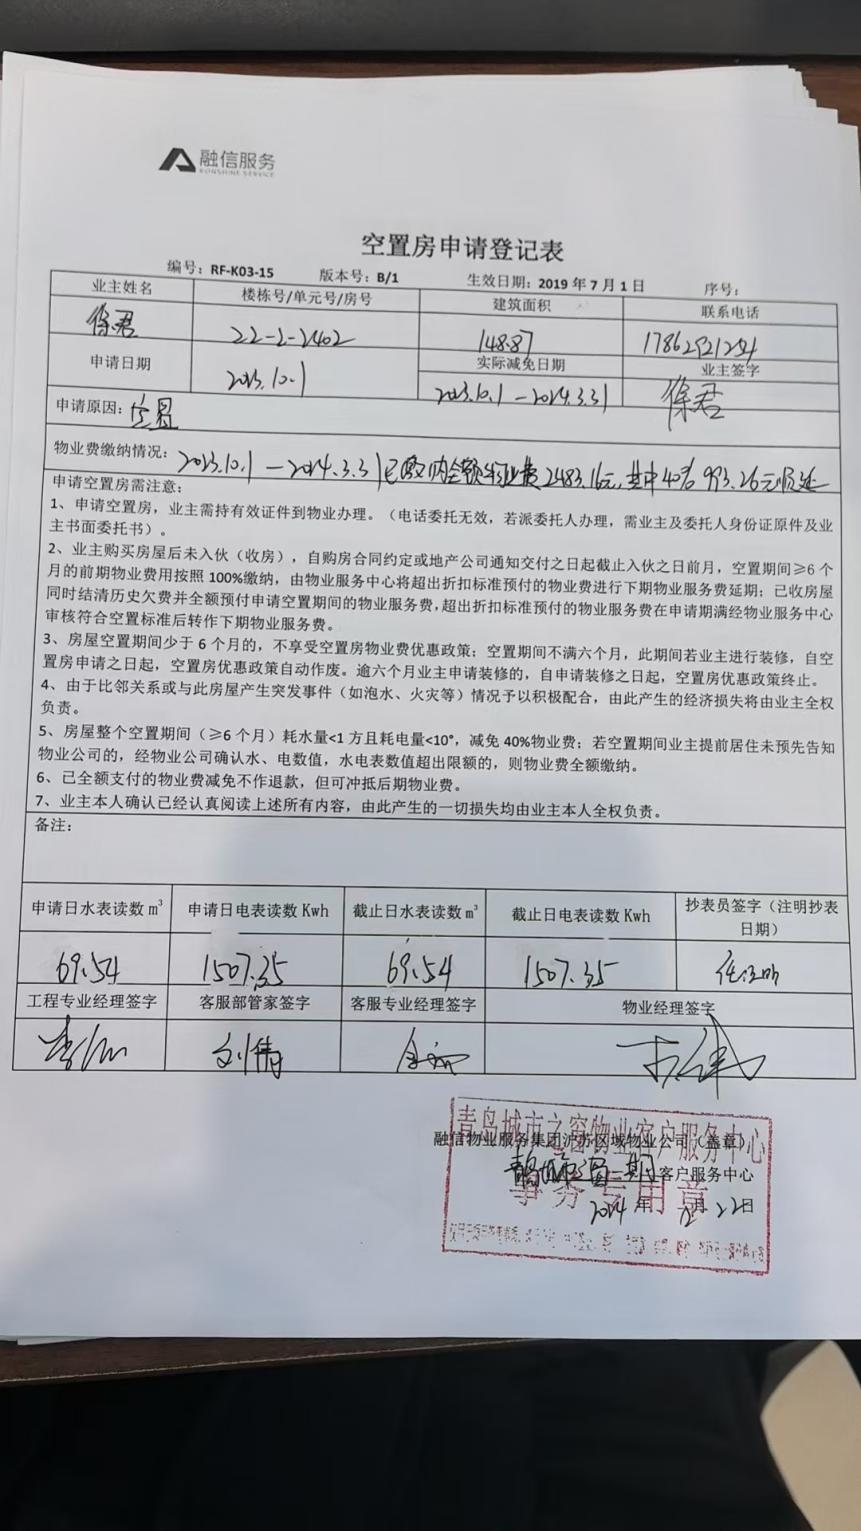 融信服务
RONSHINE SERVICE
空置房申请登记表
编号：RF-K03-15 版本号：B/1 生效日期：2019 年 7 月 1 日 序号：
业主姓名 楼栋号/单元号/房号 建筑面积 联系电话
徐君 22-2-2402 148.87
申请日期 实际减免日期 业主签字
2023.10.1 2023.10.1-2024.3.31 徐君
申请原因：空置
物业费缴纳情况：2023.10.1-2024.3.31已缴纳全额物业费2483.16元，其中40% 993.26元顺延
申请空置房需注意：
1、申请空置房，业主需持有效证件到物业办理。（电话委托无效，若派委托人办理，需业主及委托人身份证原件及业
主书面委托书）。
2、业主购买房屋后未入伙（收房），自购房合同约定或地产公司通知交付之日起截止入伙之日前月，空置期间≥6 个
月的前期物业费用按照 100%缴纳，由物业服务中心将超出折扣标准预付的物业费进行下期物业服务费延期；已收房屋
同时结清历史欠费并全额预付申请空置期间的物业服务费，超出折扣标准预付的物业服务费在申请期满经物业服务中心
审核符合空置标准后转作下期物业服务费。
3、房屋空置期间少于 6 个月的，不享受空置房物业费优惠政策；空置期间不满六个月，此期间若业主进行装修，自空
置房申请之日起，空置房优惠政策自动作废。逾六个月业主申请装修的，自申请装修之日起，空置房优惠政策终止。
4、由于比邻关系或与此房屋产生突发事件（如泡水、火灾等）情况予以积极配合，由此产生的经济损失将由业主全权
负责。
5、房屋整个空置期间（≥6 个月）耗水量<1 方且耗电量<10°，减免 40%物业费；若空置期间业主提前居住未预先告知
物业公司的，经物业公司确认水、电数值，水电表数值超出限额的，则物业费全额缴纳。
6、已全额支付的物业费减免不作退款，但可冲抵后期物业费。
7、业主本人确认已经认真阅读上述所有内容，由此产生的一切损失均由业主本人全权负责。
备注：
申请日水表读数 m³ 申请日电表读数 Kwh 截止日水表读数 m³ 截止日电表读数 Kwh 抄表员签字（注明抄表
日期）
69.54 1507.35 69.54 1507.35
工程专业经理签字 客服部管家签字 客服专业经理签字 物业经理签字
刘倩
青岛城市之窗物业客户服务中心
融信物业服务集团沪苏区域物业公司（盖章）
青岛城市之窗二期 客户服务中心
事务专用章
2024 年 12 月 22日